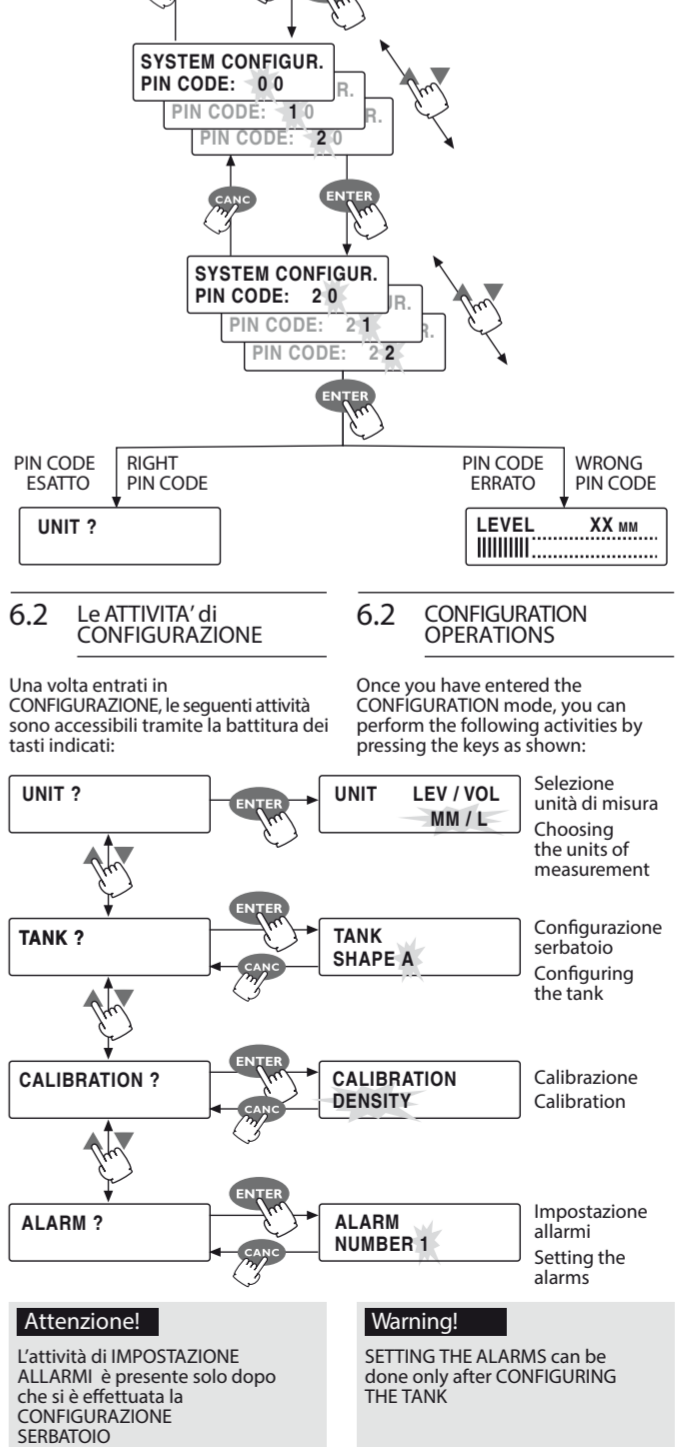 SYSTEM CONFIGUR.
PIN CODE: 0 0
R.
PIN CODE: 1 0
R.
PIN CODE: 2 0
CANC
ENTER
SYSTEM CONFIGUR.
PIN CODE: 2 0
UR.
PIN CODE: 2 1
R.
PIN CODE: 2 2
ENTER
PIN CODE
ESATTO
RIGHT
PIN CODE
PIN CODE
ERRATO
WRONG
PIN CODE
UNIT ?
LEVEL XX MM
6.2 Le ATTIVITA’ di
CONFIGURAZIONE
Una volta entrati in
CONFIGURAZIONE, le seguenti attività
sono accessibili tramite la battitura dei
tasti indicati:
6.2 CONFIGURATION
OPERATIONS
Once you have entered the
CONFIGURATION mode, you can
perform the following activities by
pressing the keys as shown:
UNIT ?
ENTER
UNIT LEV / VOL
MM / L
Selezione
unità di misura
Choosing
the units of
measurement
TANK ?
ENTER
CANC
TANK
SHAPE A
Configurazione
serbatoio
Configuring
the tank
CALIBRATION ?
ENTER
CANC
CALIBRATION
DENSITY
Calibrazione
Calibration
ALARM ?
ENTER
CANC
ALARM
NUMBER 1
Impostazione
allarmi
Setting the
alarms
Attenzione!
L’attività di IMPOSTAZIONE
ALLARMI è presente solo dopo
che si è effettuata la
CONFIGURAZIONE
SERBATOIO
Warning!
SETTING THE ALARMS can be
done only after CONFIGURING
THE TANK